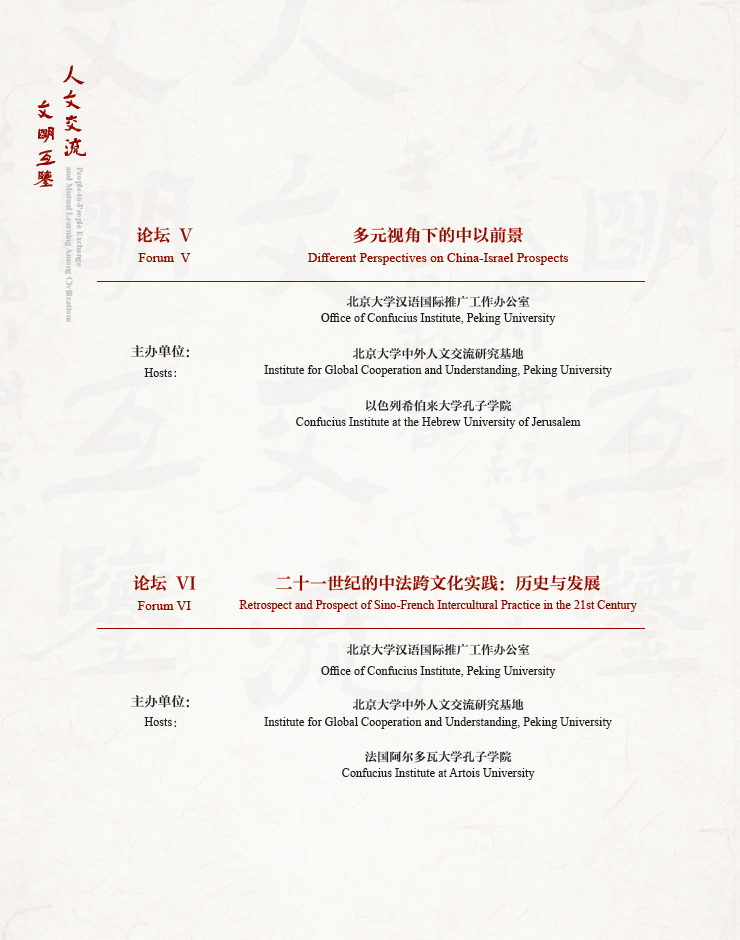 人文交流
文明互鉴
People-to-People Exchange
and Mutual Learning Among Civilizations
论坛 V
多元视角下的中以前景
Forum V
Different Perspectives on China-Israel Prospects
北京大学汉语国际推广工作办公室
Office of Confucius Institute, Peking University
主办单位：
Hosts：
北京大学中外人文交流研究基地
Institute for Global Cooperation and Understanding, Peking University
以色列希伯来大学孔子学院
Confucius Institute at the Hebrew University of Jerusalem
论坛 VI
二十一世纪的中法跨文化实践：历史与发展
Forum VI
Retrospect and Prospect of Sino-French Intercultural Practice in the 21st Century
北京大学汉语国际推广工作办公室
Office of Confucius Institute, Peking University
主办单位：
Hosts：
北京大学中外人文交流研究基地
Institute for Global Cooperation and Understanding, Peking University
法国阿尔多瓦大学孔子学院
Confucius Institute at Artois University